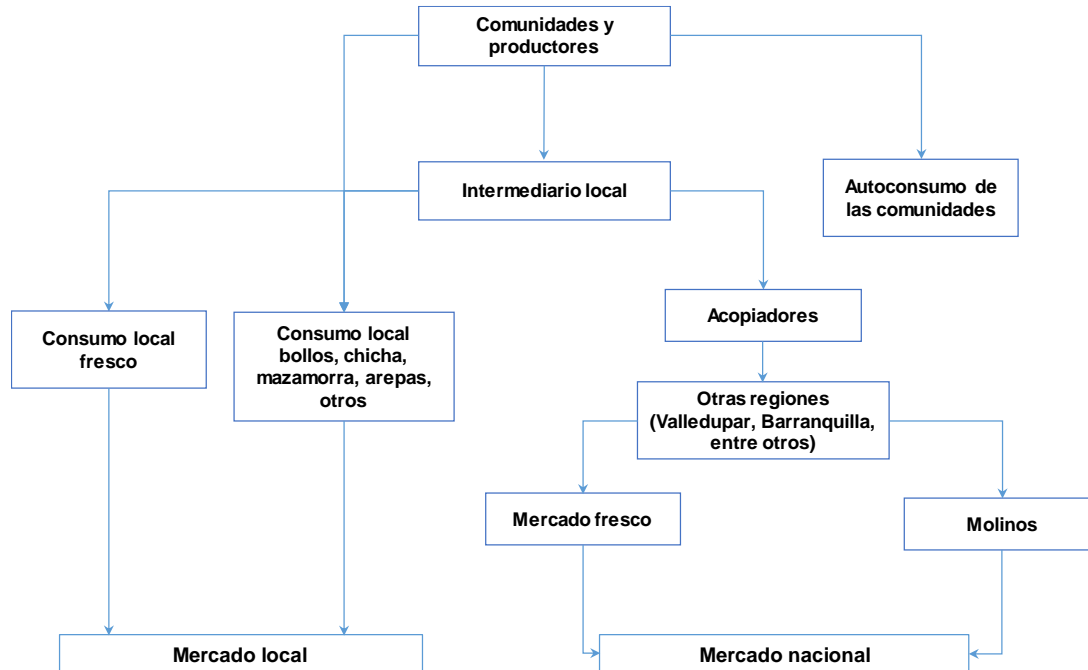 Comunidades y
productores
Intermediario local
Autoconsumo de
las comunidades
Consumo local
fresco
Consumo local
bollos, chicha,
mazamorra, arepas,
otros
Acopiadores
Otras regiones
(Valledupar, Barranquilla,
entre otros)
Mercado fresco
Molinos
Mercado local
Mercado nacional